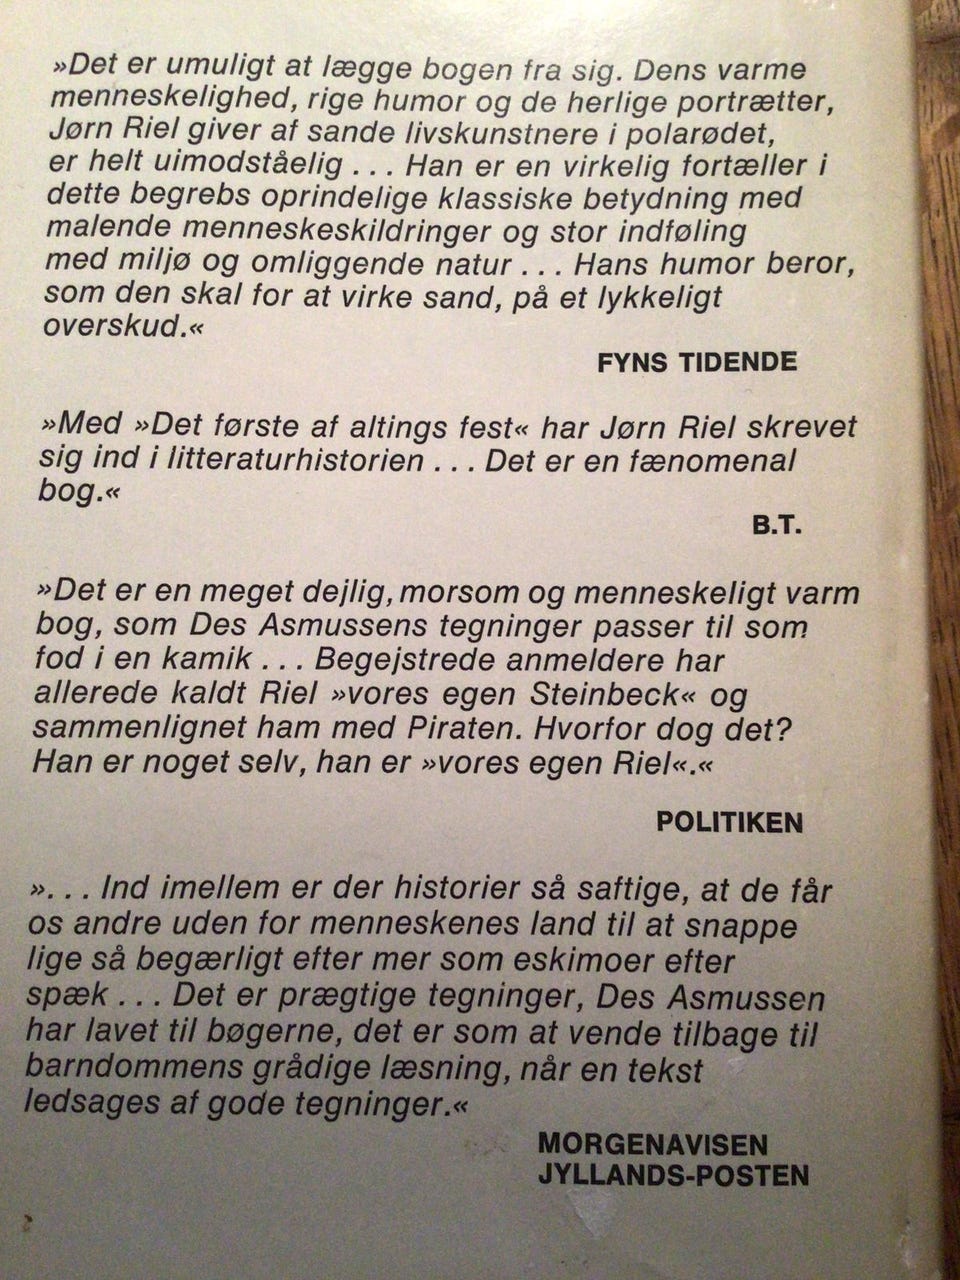 »Det er umuligt at lægge bogen fra sig. Dens varme
menneskelighed, rige humor og de herlige portrætter,
Jørn Riel giver af sande livskunstnere i polarødet,
er helt uimodståelig . . . Han er en virkelig fortæller i
dette begrebs oprindelige klassiske betydning med
malende menneskeskildringer og stor indføling
med miljø og omliggende natur . . . Hans humor beror,
som den skal for at virke sand, på et lykkeligt
overskud.«
FYNS TIDENDE
»Med »Det første af altings fest« har Jørn Riel skrevet
sig ind i litteraturhistorien . . . Det er en fænomenal
bog.«
B.T.
»Det er en meget dejlig, morsom og menneskeligt varm
bog, som Des Asmussens tegninger passer til som
fod i en kamik . . . Begejstrede anmeldere har
allerede kaldt Riel »vores egen Steinbeck« og
sammenlignet ham med Piraten. Hvorfor dog det?
Han er noget selv, han er »vores egen Riel«.«
POLITIKEN
». . . Ind imellem er der historier så saftige, at de får
os andre uden for menneskenes land til at snappe
lige så begærligt efter mer som eskimoer efter
spæk . . . Det er prægtige tegninger, Des Asmussen
har lavet til bøgerne, det er som at vende tilbage til
barndommens grådige læsning, når en tekst
ledsages af gode tegninger.«
MORGENAVISEN
JYLLANDS-POSTEN